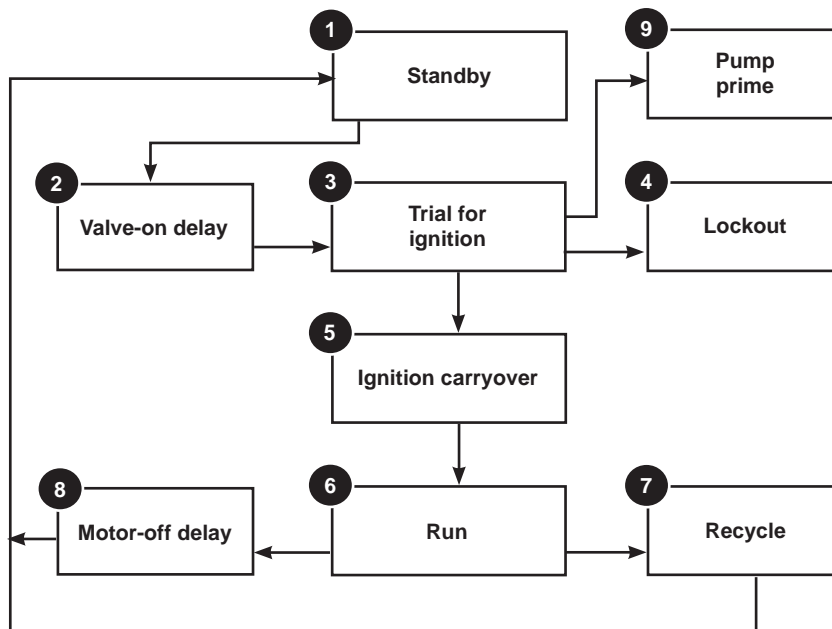 1
Standby
9
Pump
prime
2
Valve-on delay
3
Trial for
ignition
4
Lockout
5
Ignition carryover
8
Motor-off delay
6
Run
7
Recycle